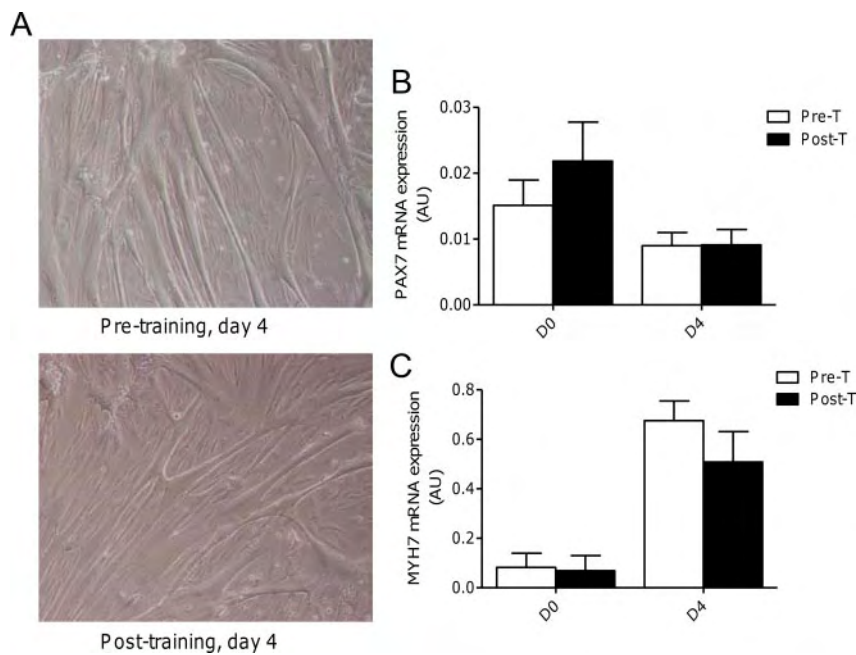 A
Pre-training, day 4
Post-training, day 4
B
PAX7 mRNA expression
(AU)
0.03
0.02
0.01
0.00
D0
D4
Pre-T
Post-T
C
MYH7 mRNA expression
(AU)
0.8
0.6
0.4
0.2
0.0
D0
D4
Pre-T
Post-T